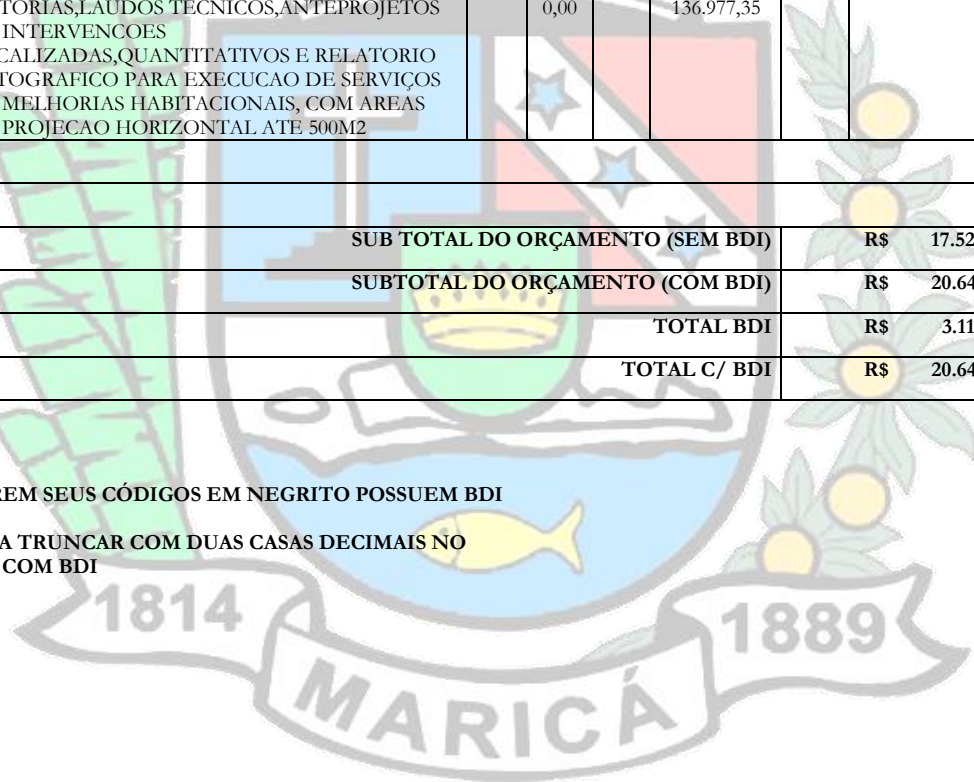 TORIAS,LAUDOS TECNICOS,ANTEPROJETOS 0,00 136.977,35
INTERVENCOES
CALIZADAS,QUANTITATIVOS E RELATORIO
TOGRAFICO PARA EXECUCAO DE SERVIÇOS
MELHORIAS HABITACIONAIS, COM AREAS
PROJECAO HORIZONTAL ATE 500M2
SUB TOTAL DO ORÇAMENTO (SEM BDI) R$ 17.52
SUBTOTAL DO ORÇAMENTO (COM BDI) R$ 20.64
TOTAL BDI R$ 3.11
TOTAL C/ BDI R$ 20.64
REM SEUS CÓDIGOS EM NEGRITO POSSUEM BDI
A TRUNCAR COM DUAS CASAS DECIMAIS NO
COM BDI
1814
1889
MARICÁ